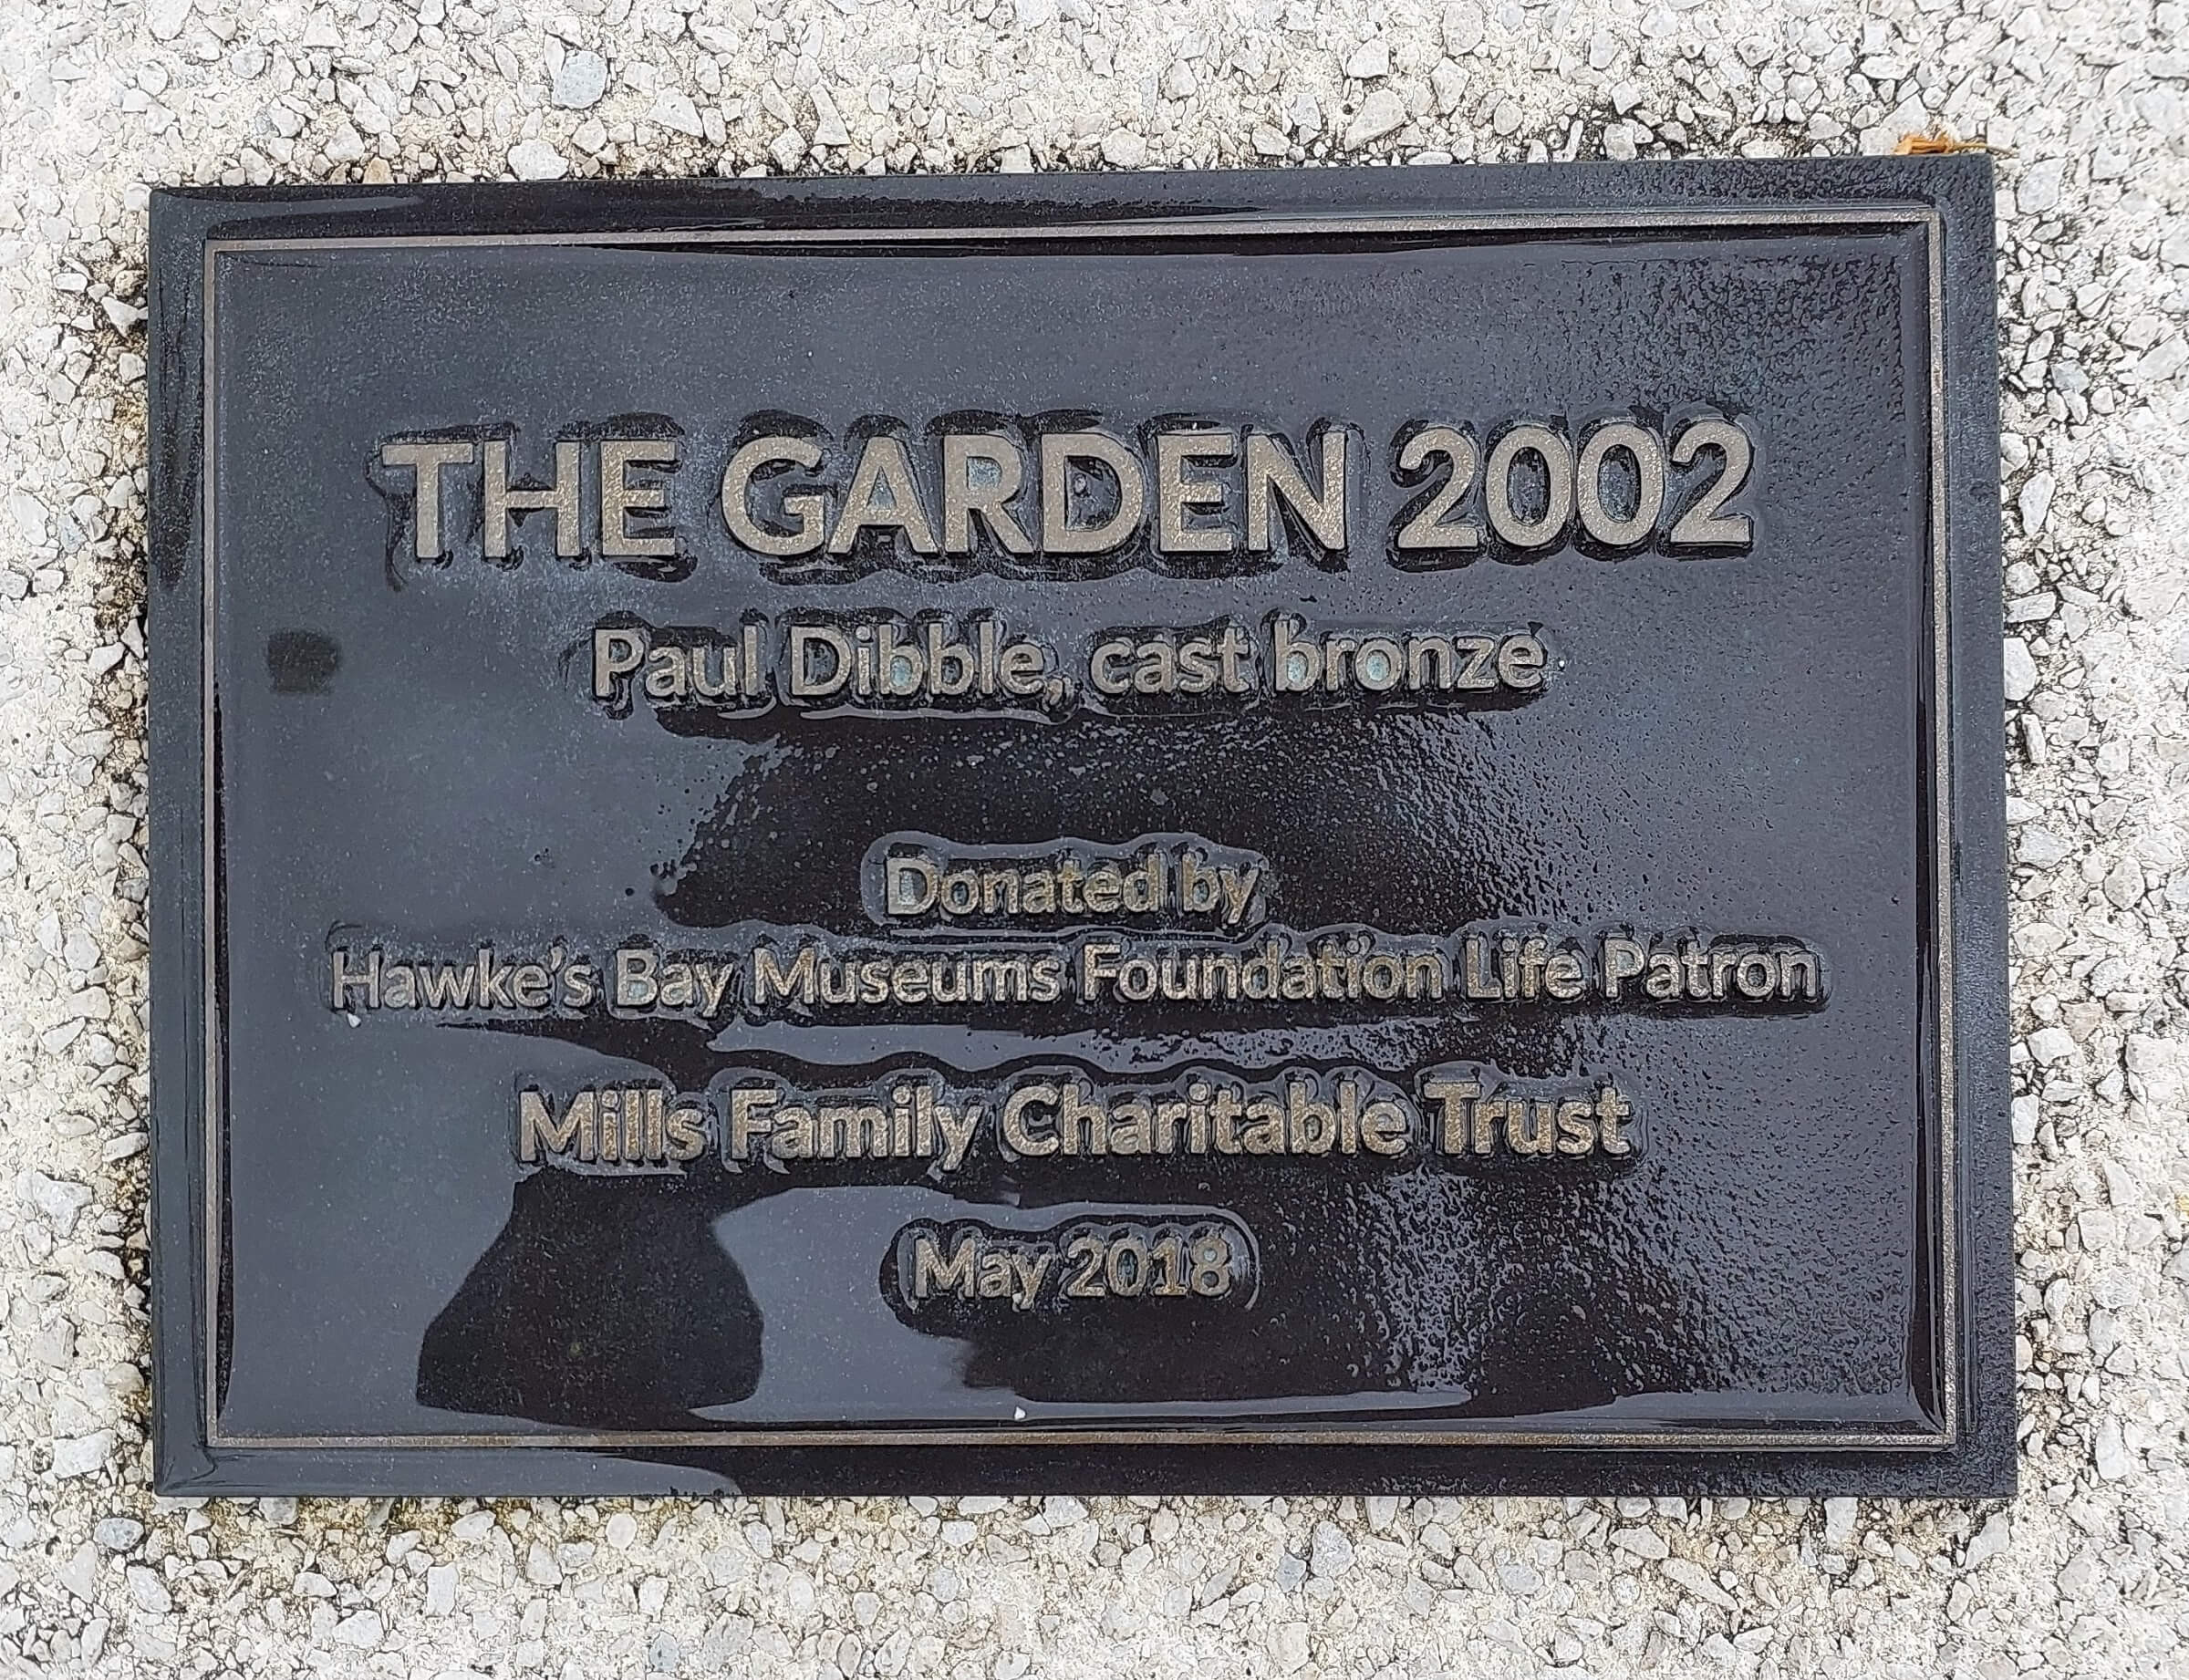 THE GARDEN 2002
Paul Dibble, cast bronze
Donated by
Hawke's Bay Museums Foundation Life Patron
Mills Family Charitable Trust
May 2018